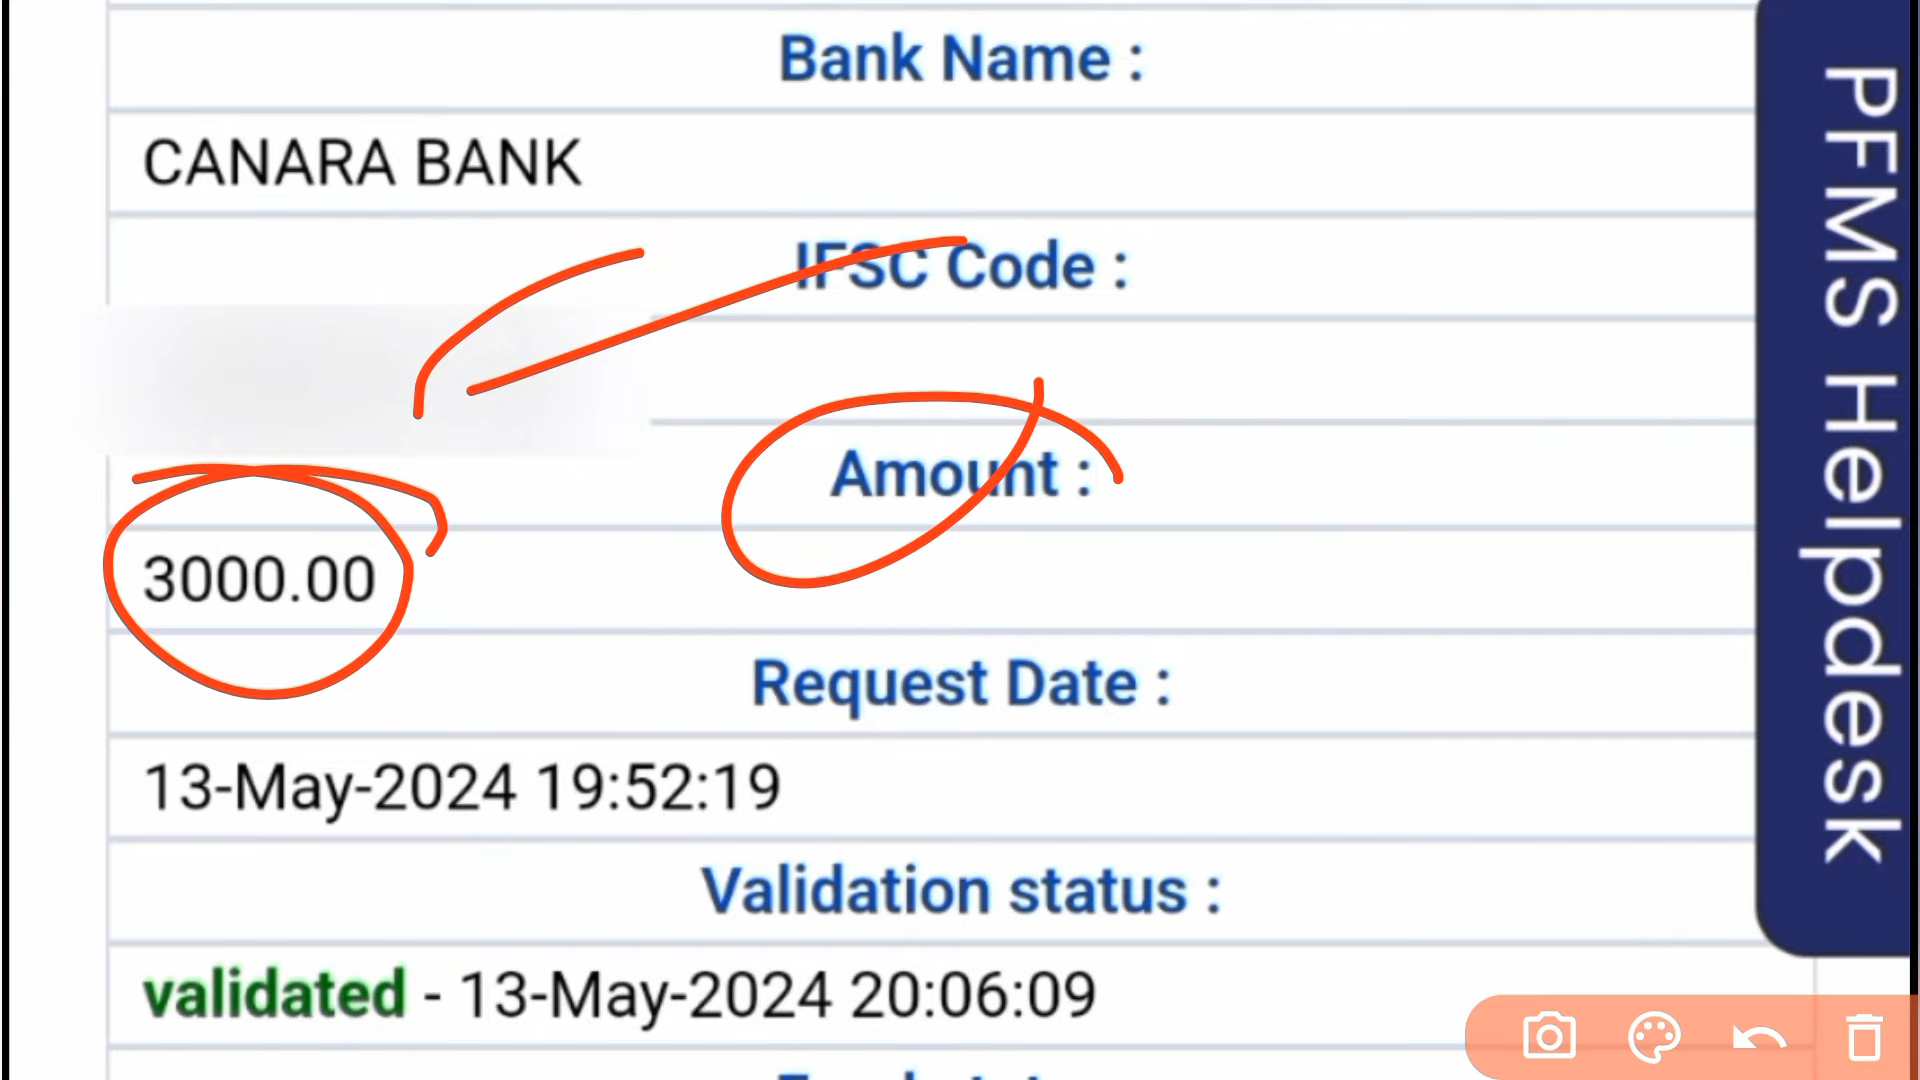 Bank Name :
CANARA BANK
IFSC Code :
Amount :
3000.00
Request Date :
13-May-2024 19:52:19
Validation status :
validated - 13-May-2024 20:06:09
PFMS Helpdesk